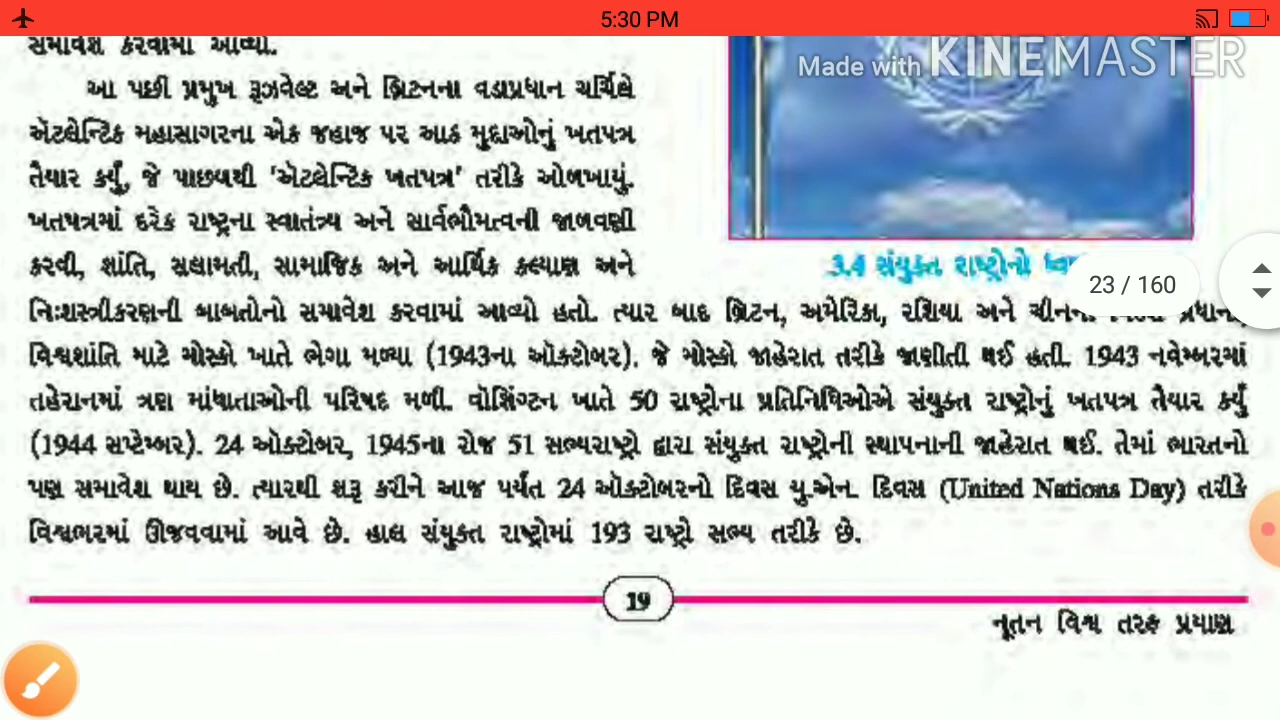 5:30 PM
સમાવેશ કરવામાં આવ્યો.
Made with KINEMASTER
આ પછી પ્રમુખ રૂઝવેલ્ટ અને બ્રિટનના વડાપ્રધાન ચર્ચિલે
ઍટલેન્ટિક મહાસાગરના એક જહાજ પર આઠ મુદ્દાઓનું ખતપત્ર
તૈયાર કર્યું, જે પાછળથી ‘ઍટલેન્ટિક ખતપત્ર’ તરીકે ઓળખાયું.
ખતપત્રમાં દરેક રાષ્ટ્રના સ્વાતંત્ર્ય અને સાર્વભૌમત્વની જાળવણી
કરવી, શાંતિ, સલામતી, સામાજિક અને આર્થિક કલ્યાણ અને
3.4 સંયુક્ત રાષ્ટ્રોનો
23 / 160
નિઃશસ્ત્રીકરણની બાબતોનો સમાવેશ કરવામાં આવ્યો હતો. ત્યાર બાદ બ્રિટન, અમેરિકા, રશિયા અને ચીનના
વિશ્વશાંતિ માટે મોસ્કો ખાતે ભેગા મળ્યા (1943ના ઑક્ટોબર). જે મોસ્કો જાહેરાત તરીકે જાણીતી થઈ હતી. 1943 નવેમ્બરમાં
તહેરાનમાં ત્રણ માંધાતાઓની પરિષદ મળી. વૉશિંગ્ટન ખાતે 50 રાષ્ટ્રોના પ્રતિનિધિઓએ સંયુક્ત રાષ્ટ્રોનું ખતપત્ર તૈયાર કર્યું
(1944 સપ્ટેમ્બર). 24 ઑક્ટોબર, 1945ના રોજ 51 સભ્યરાષ્ટ્રો દ્વારા સંયુક્ત રાષ્ટ્રોની સ્થાપનાની જાહેરાત થઈ. તેમાં ભારતનો
પણ સમાવેશ થાય છે. ત્યારથી શરૂ કરીને આજ પર્યંત 24 ઑક્ટોબરનો દિવસ યુ.એન. દિવસ (United Nations Day) તરીકે
વિશ્વભરમાં ઊજવવામાં આવે છે. હાલ સંયુક્ત રાષ્ટ્રોમાં 193 રાષ્ટ્રો સભ્ય તરીકે છે.
19
નૂતન વિશ્વ તરફ પ્રયાણ